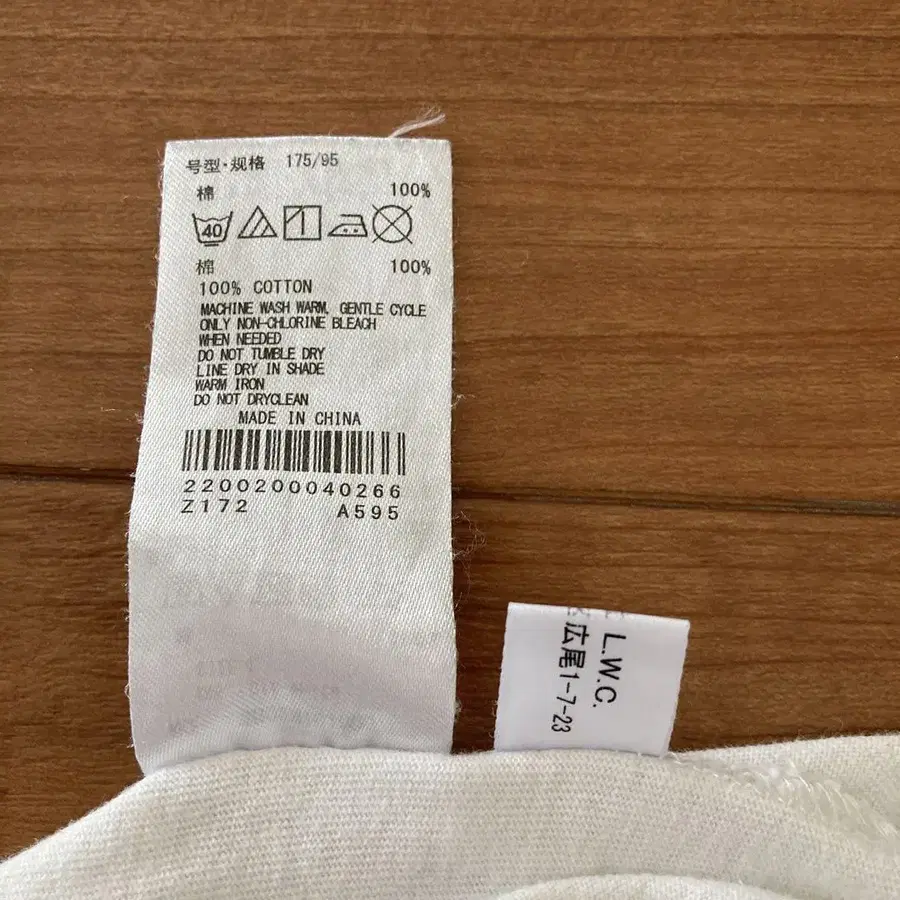 号型·规格 175/95
棉 100%
40
棉 100%
100% COTTON
MACHINE WASH WARM, GENTLE CYCLE
ONLY NON-CHLORINE BLEACH
WHEN NEEDED
DO NOT TUMBLE DRY
LINE DRY IN SHADE
WARM IRON
DO NOT DRYCLEAN
MADE IN CHINA
2200200040266
Z172 A595
L.W.C.
広尾1-7-23